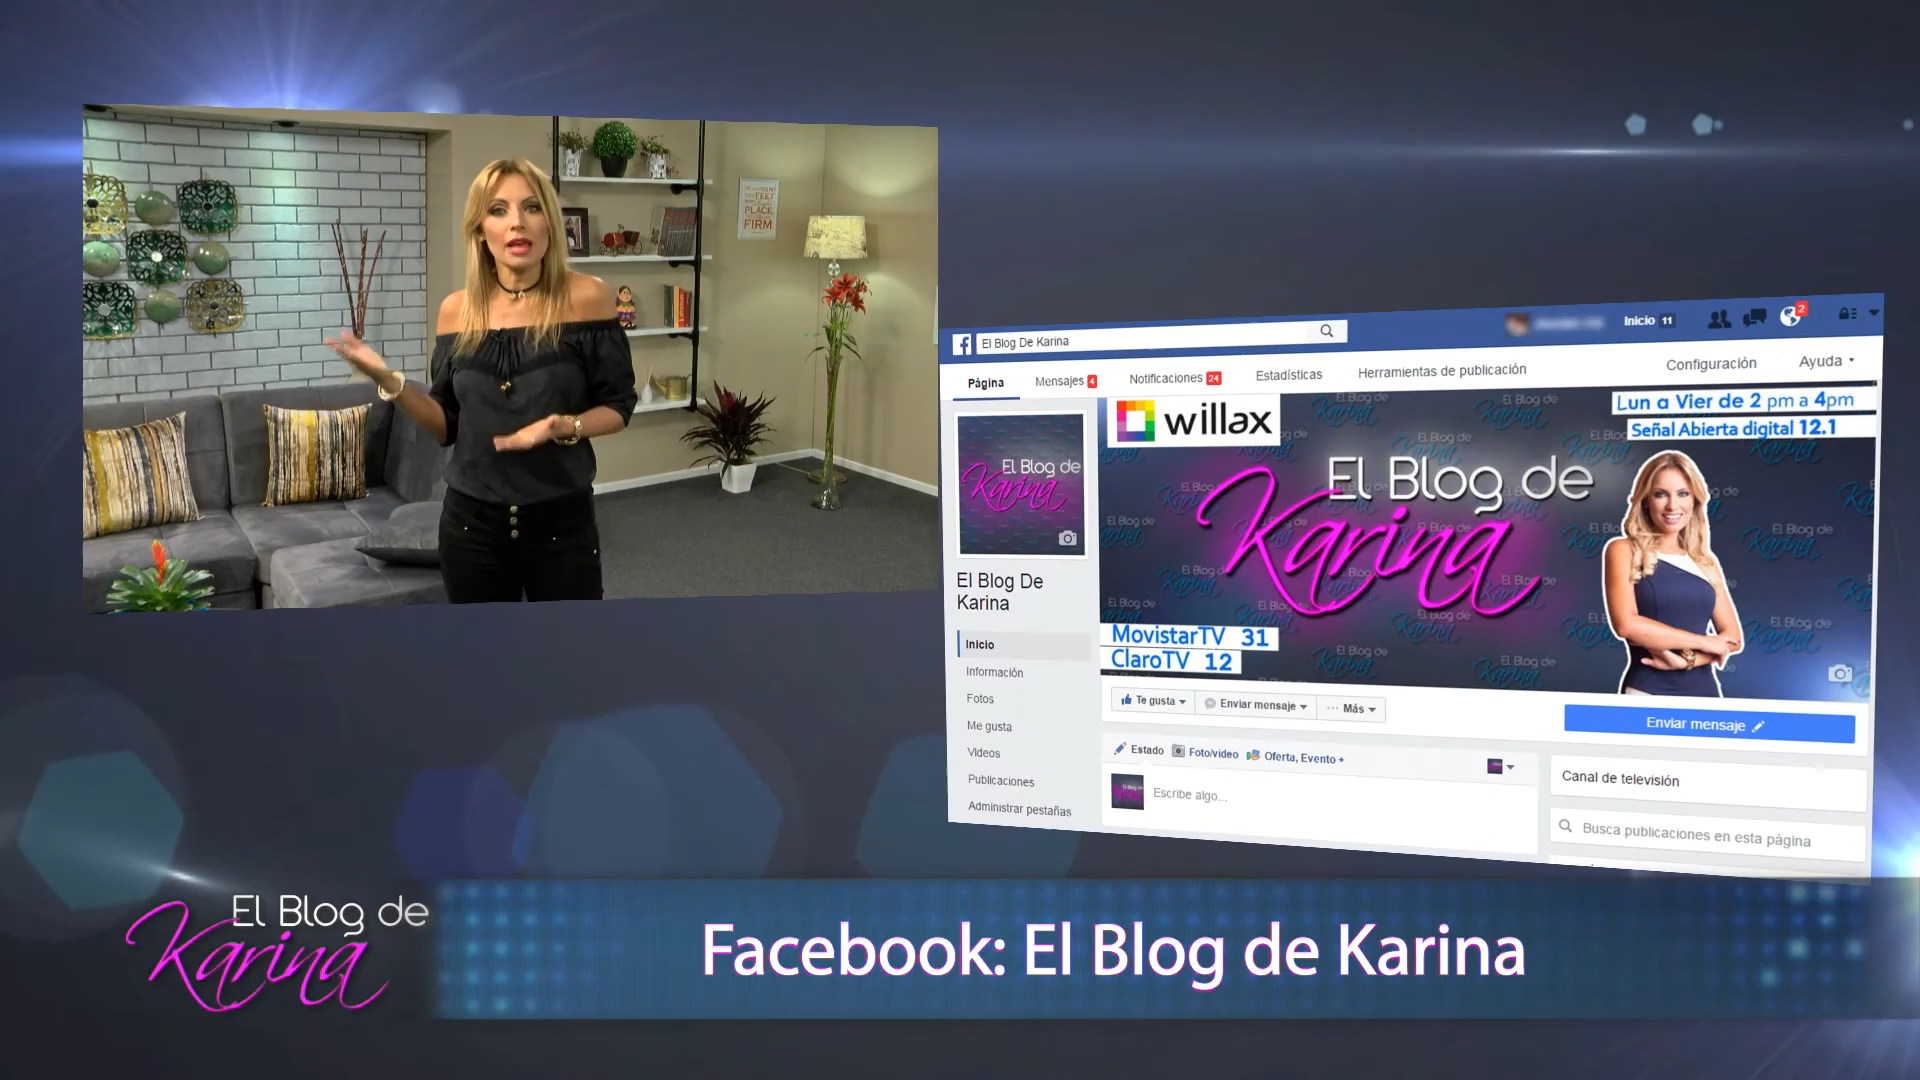 FEET
PLACE,
FIRM
El Blog De Karina
Inicio 11
2
Página
Mensajes 4
Notificaciones 24
Estadísticas
Herramientas de publicación
Configuración
Ayuda
willax
Lun a Vier de 2 pm a 4pm
Señal Abierta digital 12.1
El Blog de
Karina
El Blog de
Karina
MovistarTV 31
ClaroTV 12
El Blog De
Karina
Inicio
Información
Fotos
Me gusta
Videos
Publicaciones
Administrar pestañas
Te gusta
Enviar mensaje
Más
Enviar mensaje
Estado
Foto/video
Oferta, Evento +
Escribe algo...
Canal de televisión
Busca publicaciones en esta página
El Blog de
Karina
Facebook: El Blog de Karina